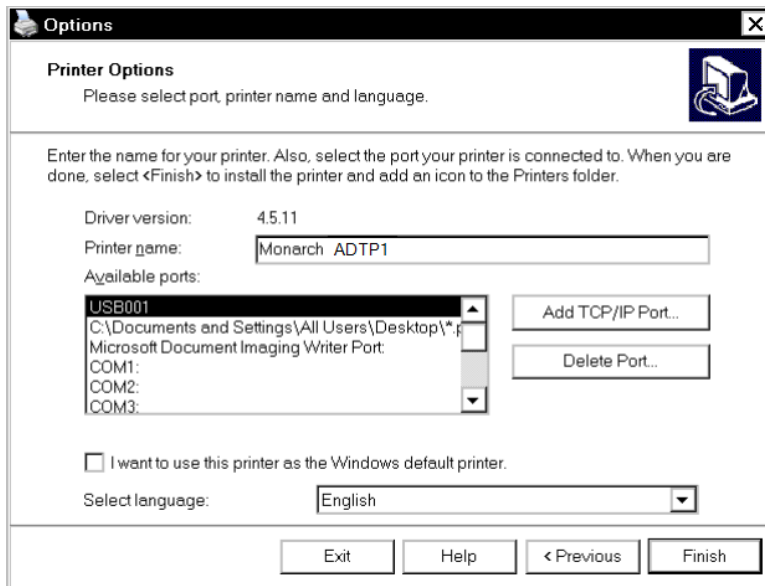 Options
Printer Options
Please select port, printer name and language.
Enter the name for your printer. Also, select the port your printer is connected to. When you are
done, select <Finish> to install the printer and add an icon to the Printers folder.
Driver version: 4.5.11
Printer name: Monarch ADTP1
Available ports:
USB001
C:\Documents and Settings\All Users\Desktop\*.p
Microsoft Document Imaging Writer Port:
COM1:
COM2:
COM3:
Add TCP/IP Port...
Delete Port...
I want to use this printer as the Windows default printer.
Select language: English
Exit Help < Previous Finish